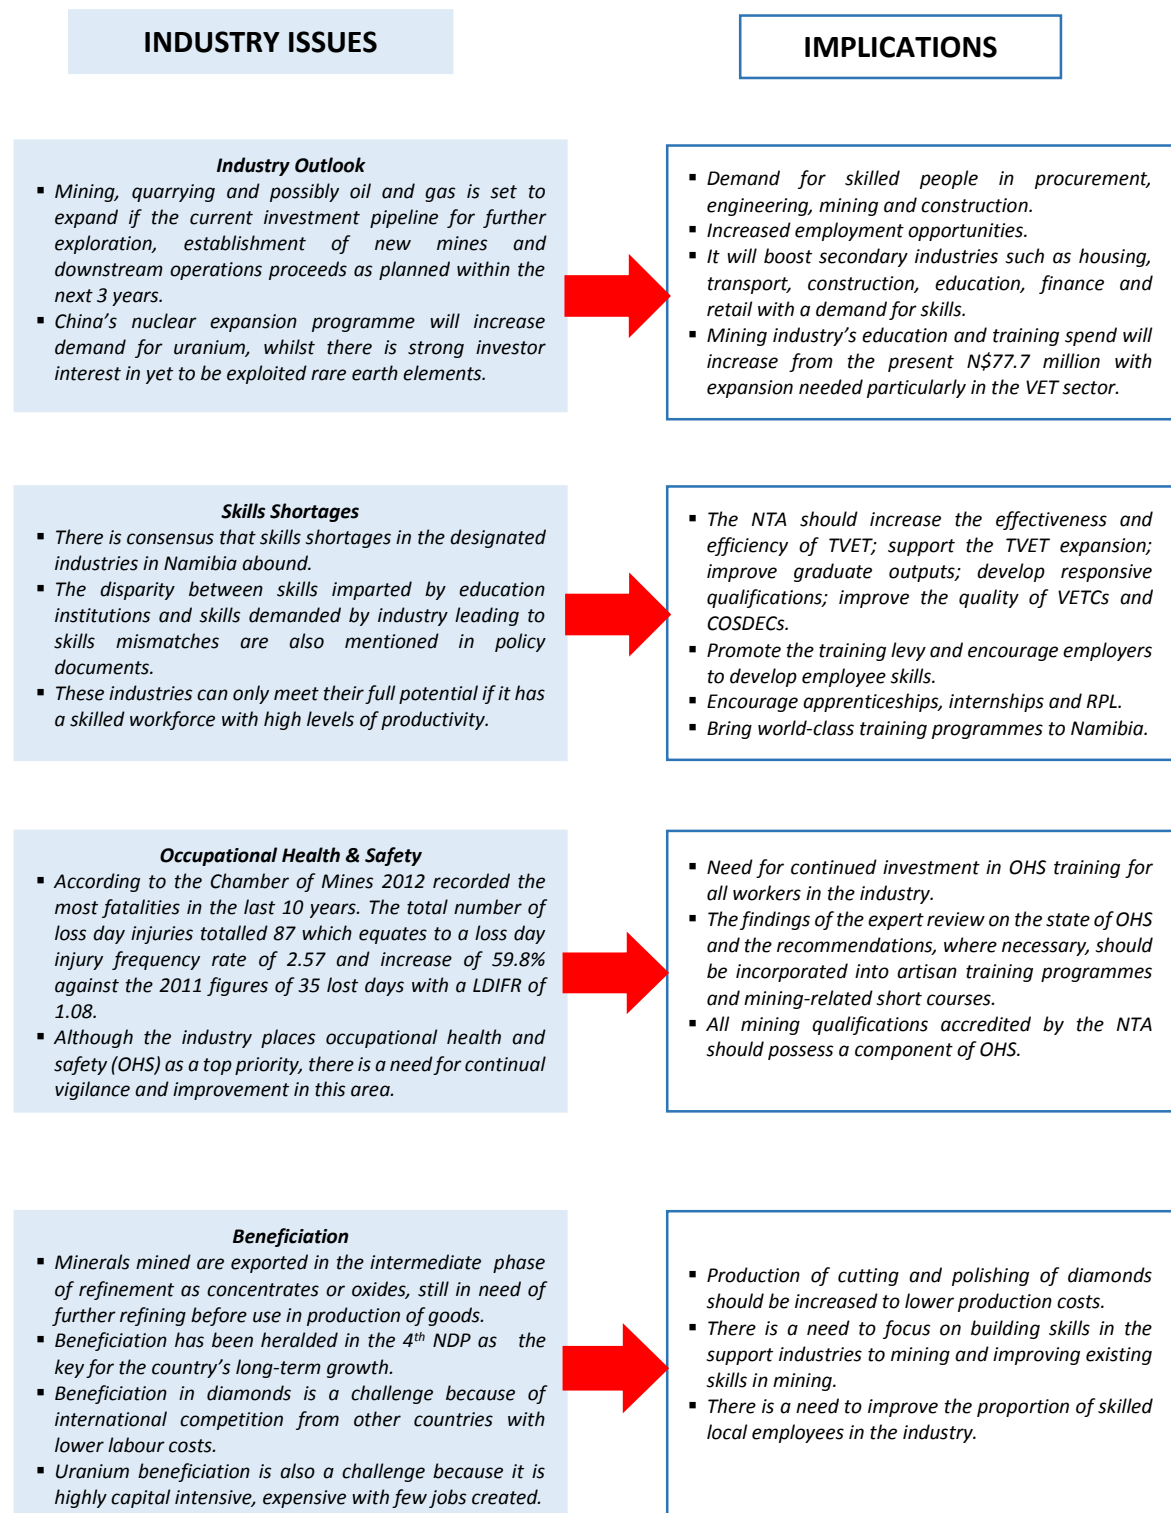 INDUSTRY ISSUES
IMPLICATIONS
Industry Outlook
▪ Mining, quarrying and possibly oil and gas is set to
expand if the current investment pipeline for further
exploration, establishment of new mines and
downstream operations proceeds as planned within the
next 3 years.
▪ China’s nuclear expansion programme will increase
demand for uranium, whilst there is strong investor
interest in yet to be exploited rare earth elements.
▪ Demand for skilled people in procurement,
engineering, mining and construction.
▪ Increased employment opportunities.
▪ It will boost secondary industries such as housing,
transport, construction, education, finance and
retail with a demand for skills.
▪ Mining industry’s education and training spend will
increase from the present N$77.7 million with
expansion needed particularly in the VET sector.
Skills Shortages
▪ There is consensus that skills shortages in the designated
industries in Namibia abound.
▪ The disparity between skills imparted by education
institutions and skills demanded by industry leading to
skills mismatches are also mentioned in policy
documents.
▪ These industries can only meet their full potential if it has
a skilled workforce with high levels of productivity.
▪ The NTA should increase the effectiveness and
efficiency of TVET; support the TVET expansion;
improve graduate outputs; develop responsive
qualifications; improve the quality of VETCs and
COSDECs.
▪ Promote the training levy and encourage employers
to develop employee skills.
▪ Encourage apprenticeships, internships and RPL.
▪ Bring world-class training programmes to Namibia.
Occupational Health & Safety
▪ According to the Chamber of Mines 2012 recorded the
most fatalities in the last 10 years. The total number of
loss day injuries totalled 87 which equates to a loss day
injury frequency rate of 2.57 and increase of 59.8%
against the 2011 figures of 35 lost days with a LDIFR of
1.08.
▪ Although the industry places occupational health and
safety (OHS) as a top priority, there is a need for continual
vigilance and improvement in this area.
▪ Need for continued investment in OHS training for
all workers in the industry.
▪ The findings of the expert review on the state of OHS
and the recommendations, where necessary, should
be incorporated into artisan training programmes
and mining-related short courses.
▪ All mining qualifications accredited by the NTA
should possess a component of OHS.
Beneficiation
▪ Minerals mined are exported in the intermediate phase
of refinement as concentrates or oxides, still in need of
further refining before use in production of goods.
▪ Beneficiation has been heralded in the 4th NDP as the
key for the country’s long-term growth.
▪ Beneficiation in diamonds is a challenge because of
international competition from other countries with
lower labour costs.
▪ Uranium beneficiation is also a challenge because it is
highly capital intensive, expensive with few jobs created.
▪ Production of cutting and polishing of diamonds
should be increased to lower production costs.
▪ There is a need to focus on building skills in the
support industries to mining and improving existing
skills in mining.
▪ There is a need to improve the proportion of skilled
local employees in the industry.